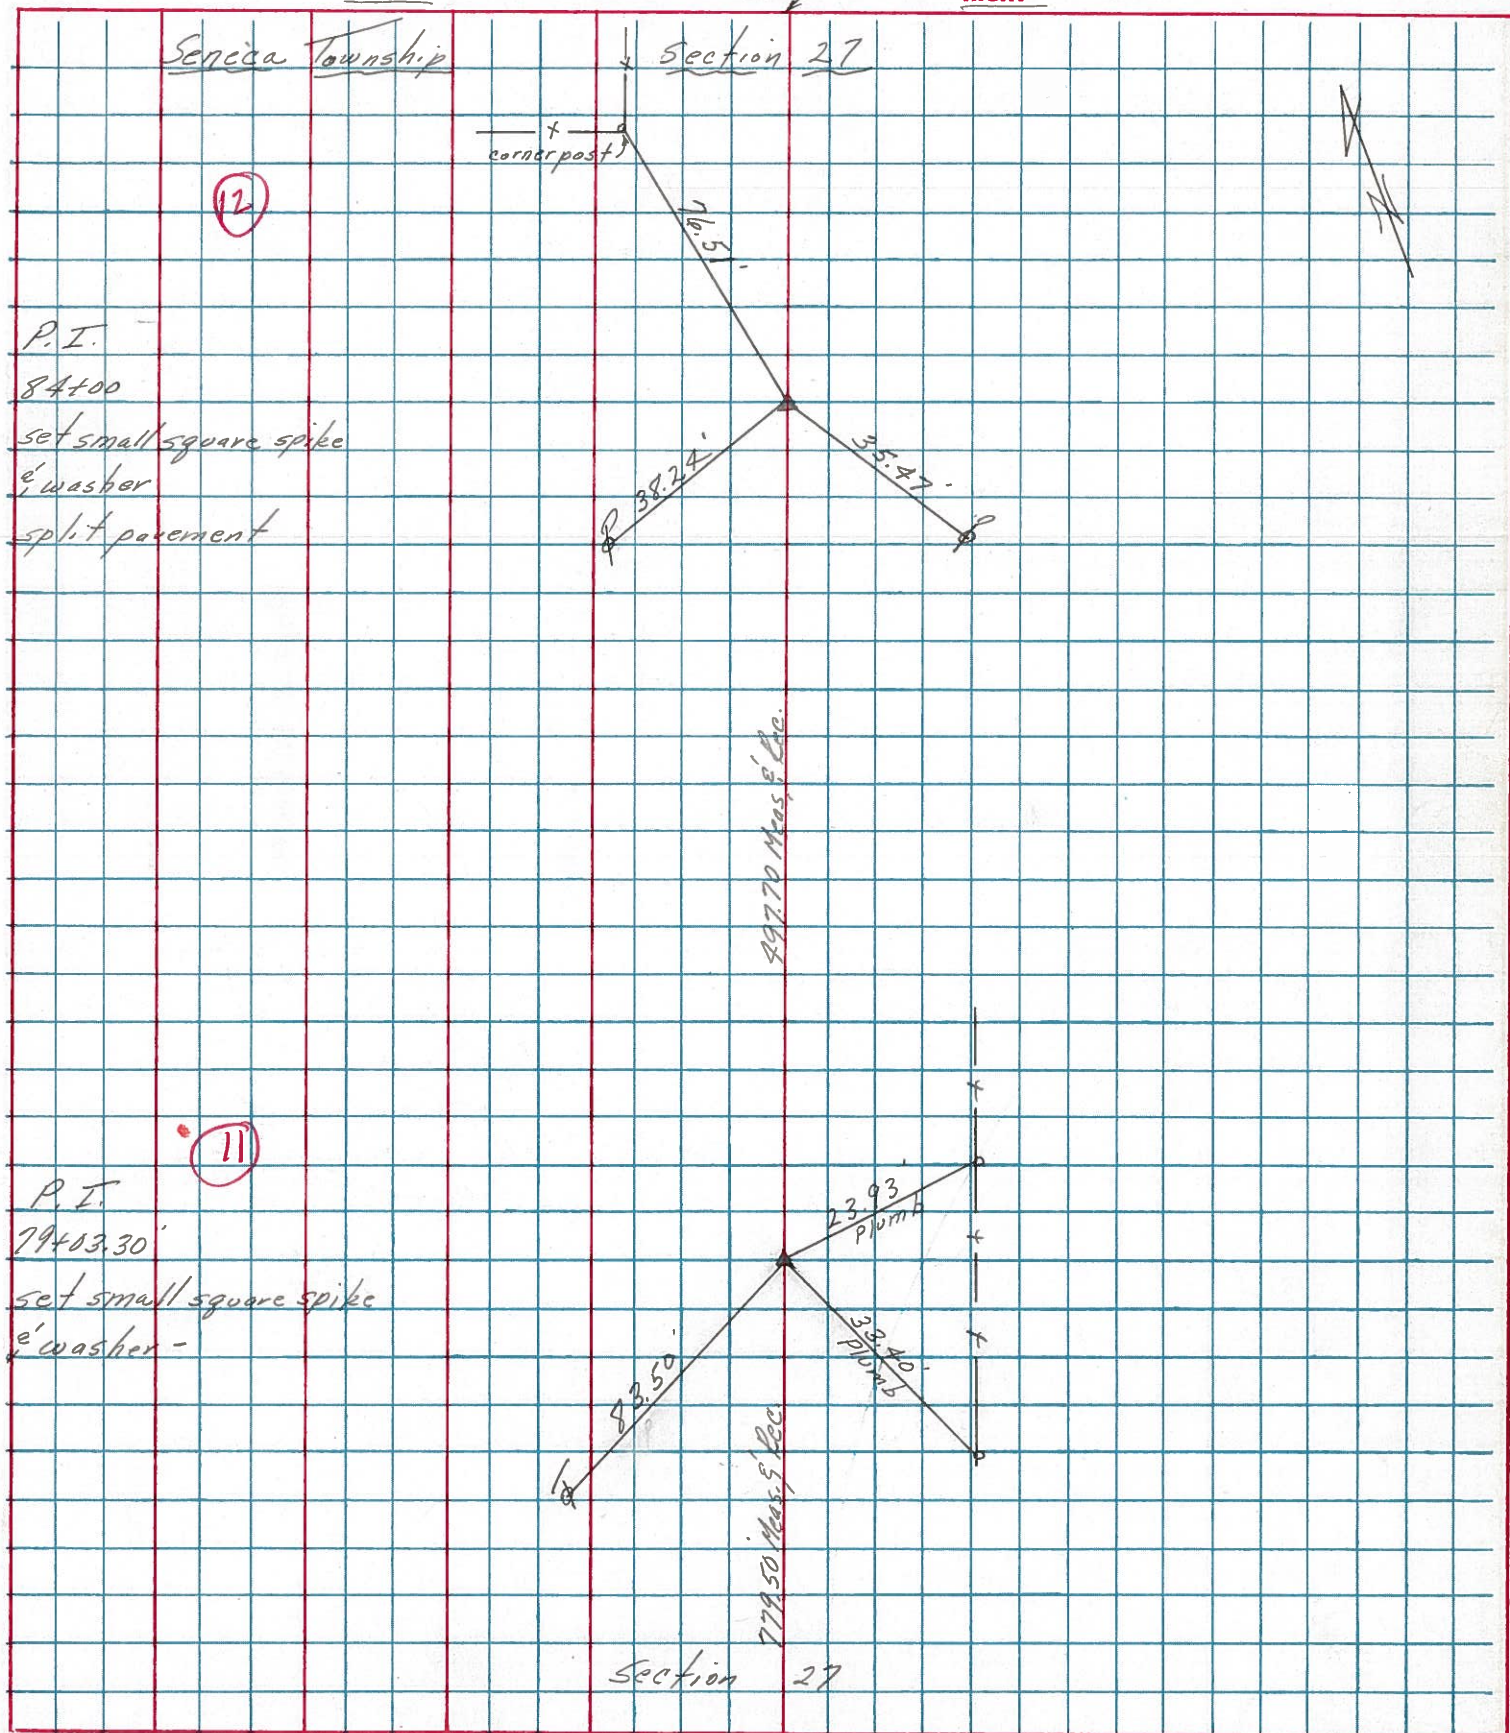 Seneca Township Section 27
corner post
12
76.51'
P.I.
84+00
set small square spike
& washer
split pavement
38.24'
35.47'
497.70 Meas. & Rec.
11
P.I.
79+03.30
set small square spike
& washer -
23.93'
plumb
33.40'
plumb
83.50'
779.50 Meas. & Rec.
Section 27